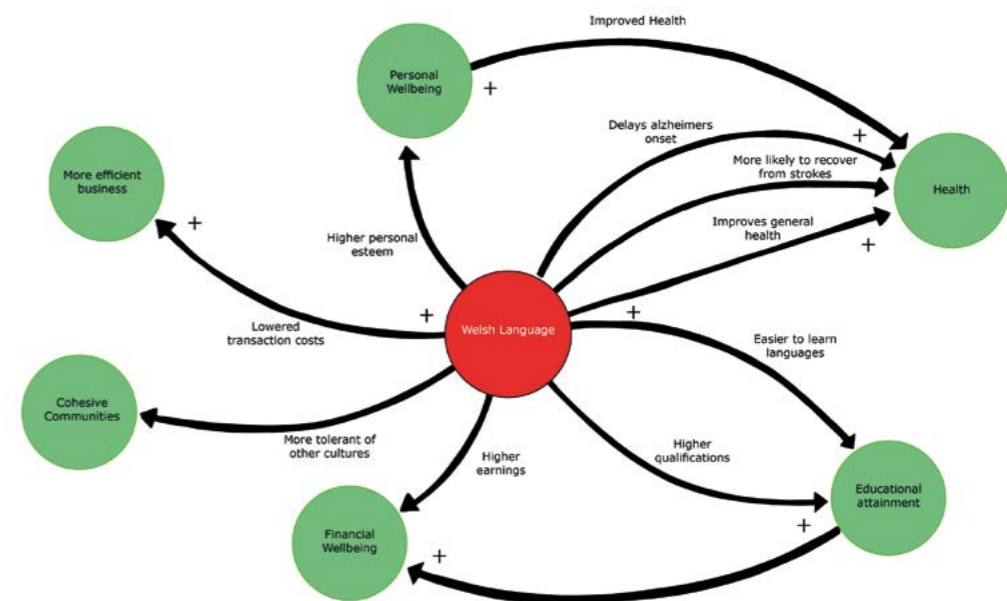 Improved Health
+
Personal
Wellbeing
+
Delays alzheimers
onset
+
More likely to recover
from strokes
More efficient
business
Health
+
Improves general
health
+
Higher personal
esteem
+
Welsh Language
+
Lowered
transaction costs
Easier to learn
languages
Cohesive
Communities
More tolerant of
other cultures
Higher
earnings
Higher
qualifications
Educational
attainment
+
Financial
Wellbeing
+